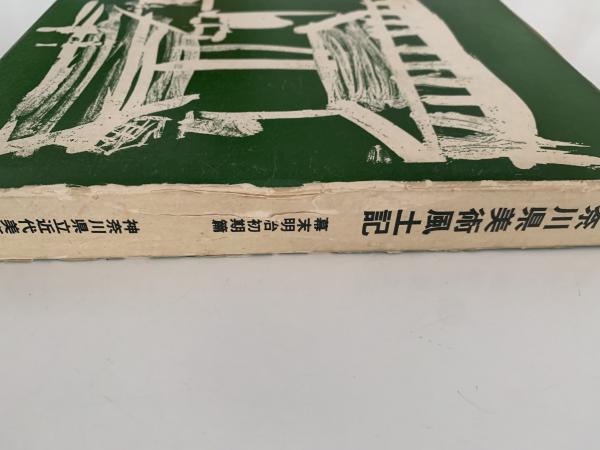 奈川県美術風土記
幕末明治初期篇
神奈川県立近代美